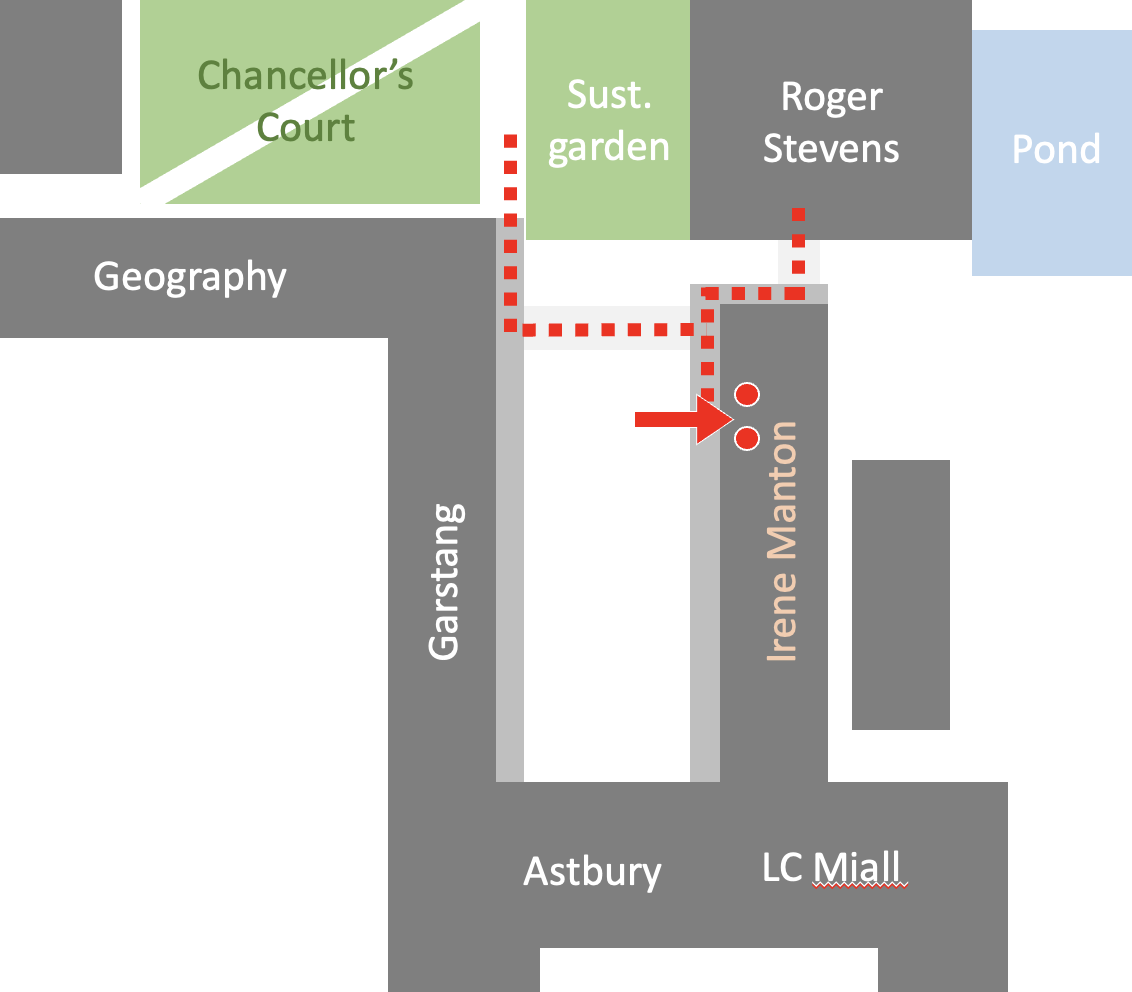 Chancellor’s
Court
Sust.
garden
Roger
Stevens
Pond
Geography
Garstang
Irene Manton
Astbury
LC Miall